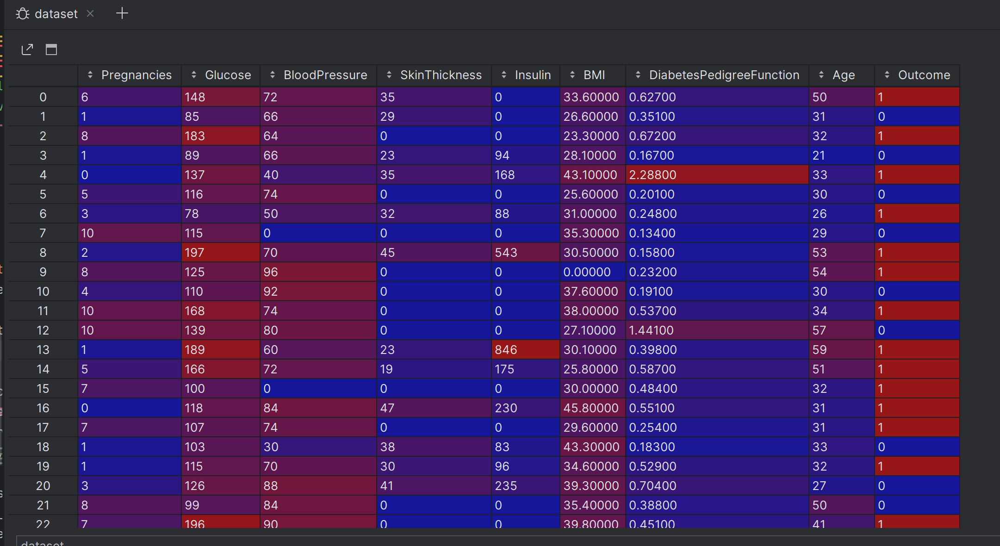 dataset
Pregnancies Glucose BloodPressure SkinThickness Insulin BMI DiabetesPedigreeFunction Age Outcome
0 6 148 72 35 0 33.60000 0.62700 50 1
1 1 85 66 29 0 26.60000 0.35100 31 0
2 8 183 64 0 0 23.30000 0.67200 32 1
3 1 89 66 23 94 28.10000 0.16700 21 0
4 0 137 40 35 168 43.10000 2.28800 33 1
5 5 116 74 0 0 25.60000 0.20100 30 0
6 3 78 50 32 88 31.00000 0.24800 26 1
7 10 115 0 0 0 35.30000 0.13400 29 0
8 2 197 70 45 543 30.50000 0.15800 53 1
9 8 125 96 0 0 0.00000 0.23200 54 1
10 4 110 92 0 0 37.60000 0.19100 30 0
11 10 168 74 0 0 38.00000 0.53700 34 1
12 10 139 80 0 0 27.10000 1.44100 57 0
13 1 189 60 23 846 30.10000 0.39800 59 1
14 5 166 72 19 175 25.80000 0.58700 51 1
15 7 100 0 0 0 30.00000 0.48400 32 1
16 0 118 84 47 230 45.80000 0.55100 31 1
17 7 107 74 0 0 29.60000 0.25400 31 1
18 1 103 30 38 83 43.30000 0.18300 33 0
19 1 115 70 30 96 34.60000 0.52900 32 1
20 3 126 88 41 235 39.30000 0.70400 27 0
21 8 99 84 0 0 35.40000 0.38800 50 0
22 7 196 90 0 0 39.80000 0.45100 41 1
dataset